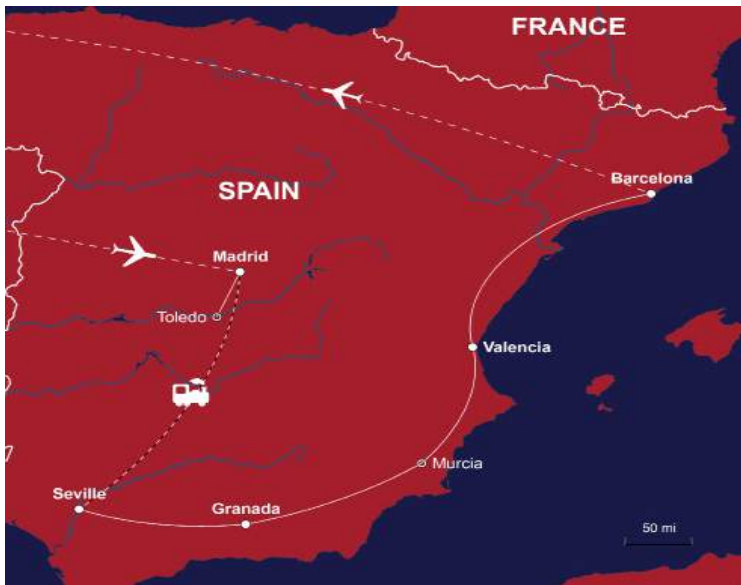 FRANCE
Barcelona
SPAIN
Madrid
Toledo
Valencia
Murcia
Seville
Granada
50 mi